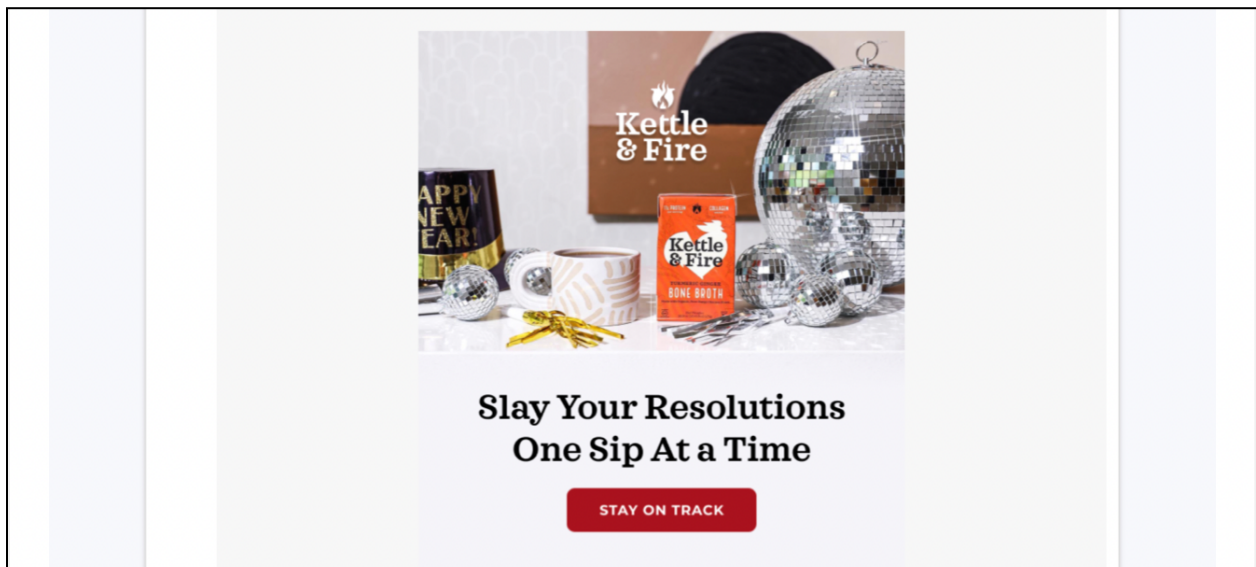 Kettle
& Fire
APPY
NEW
EAR!
Kettle
& Fire
BONE BROTH
Slay Your Resolutions
One Sip At a Time
STAY ON TRACK